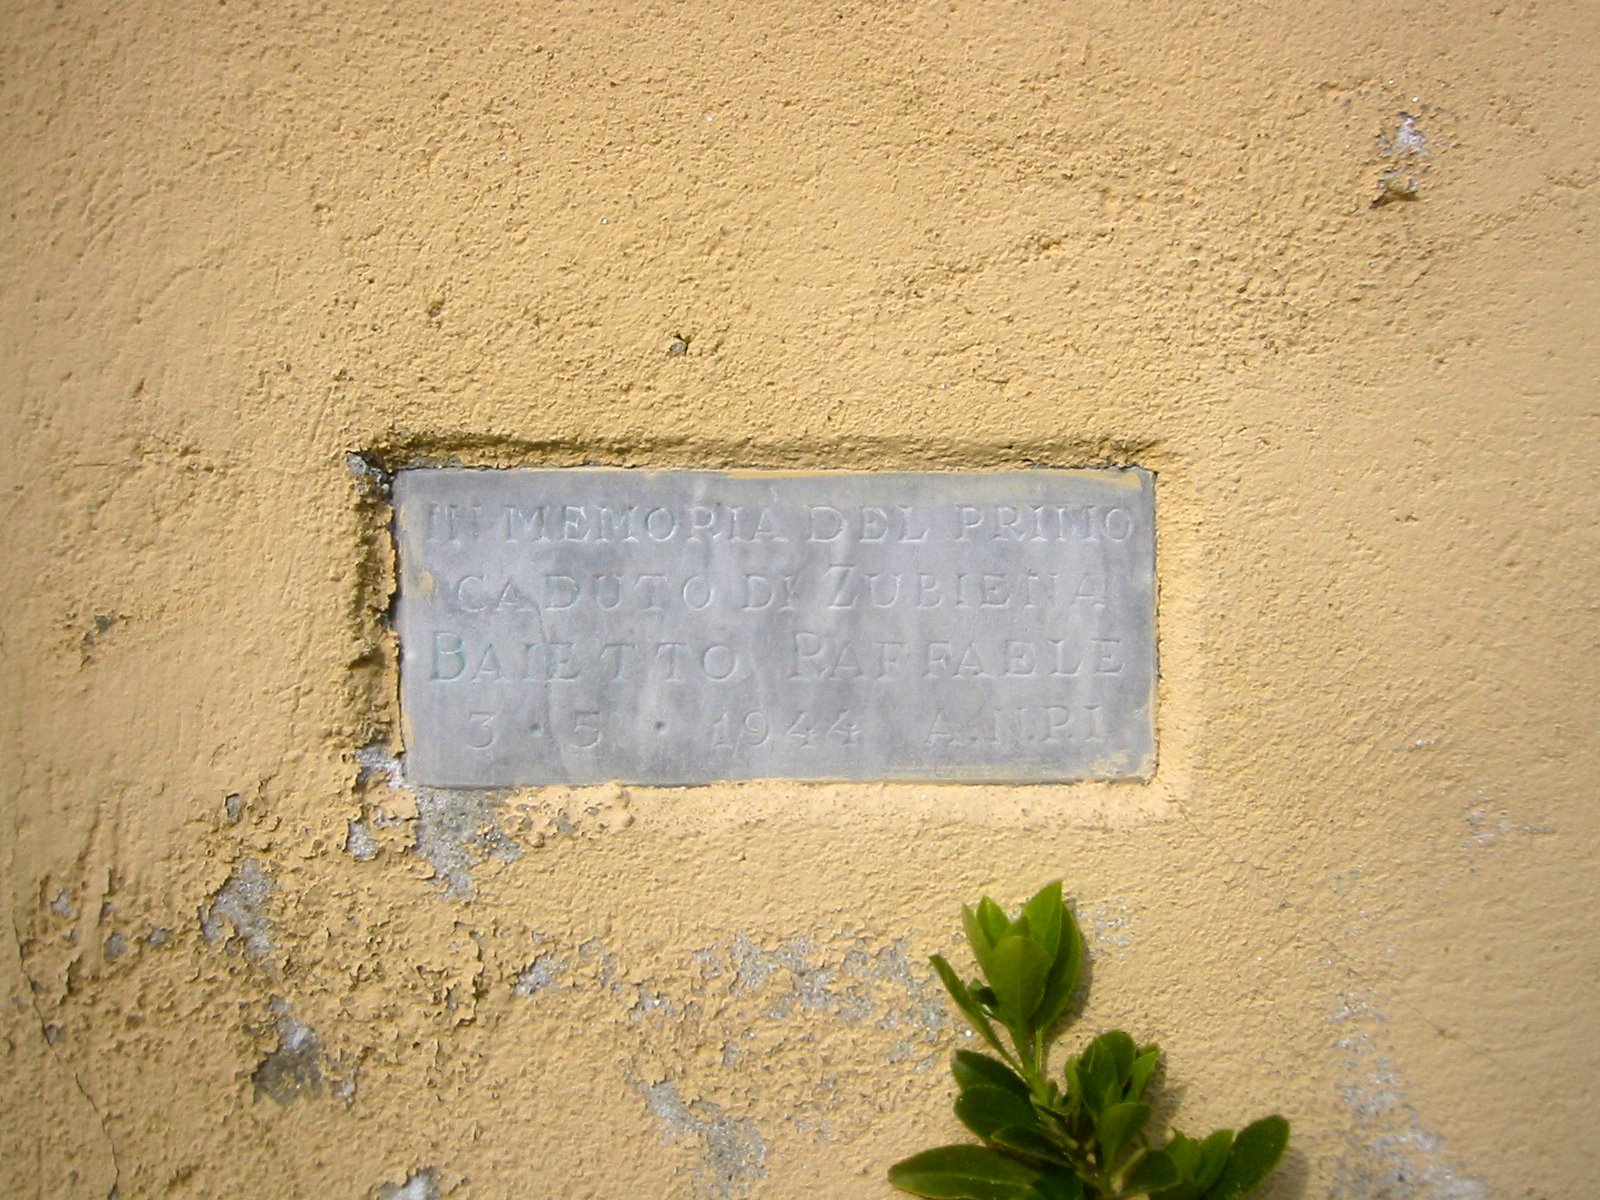 IN MEMORIA DEL PRIMO
CADUTO DI ZUBIENA
BAIETTO RAFFAELE
3 · 5 · 1944 A.N.P.I.